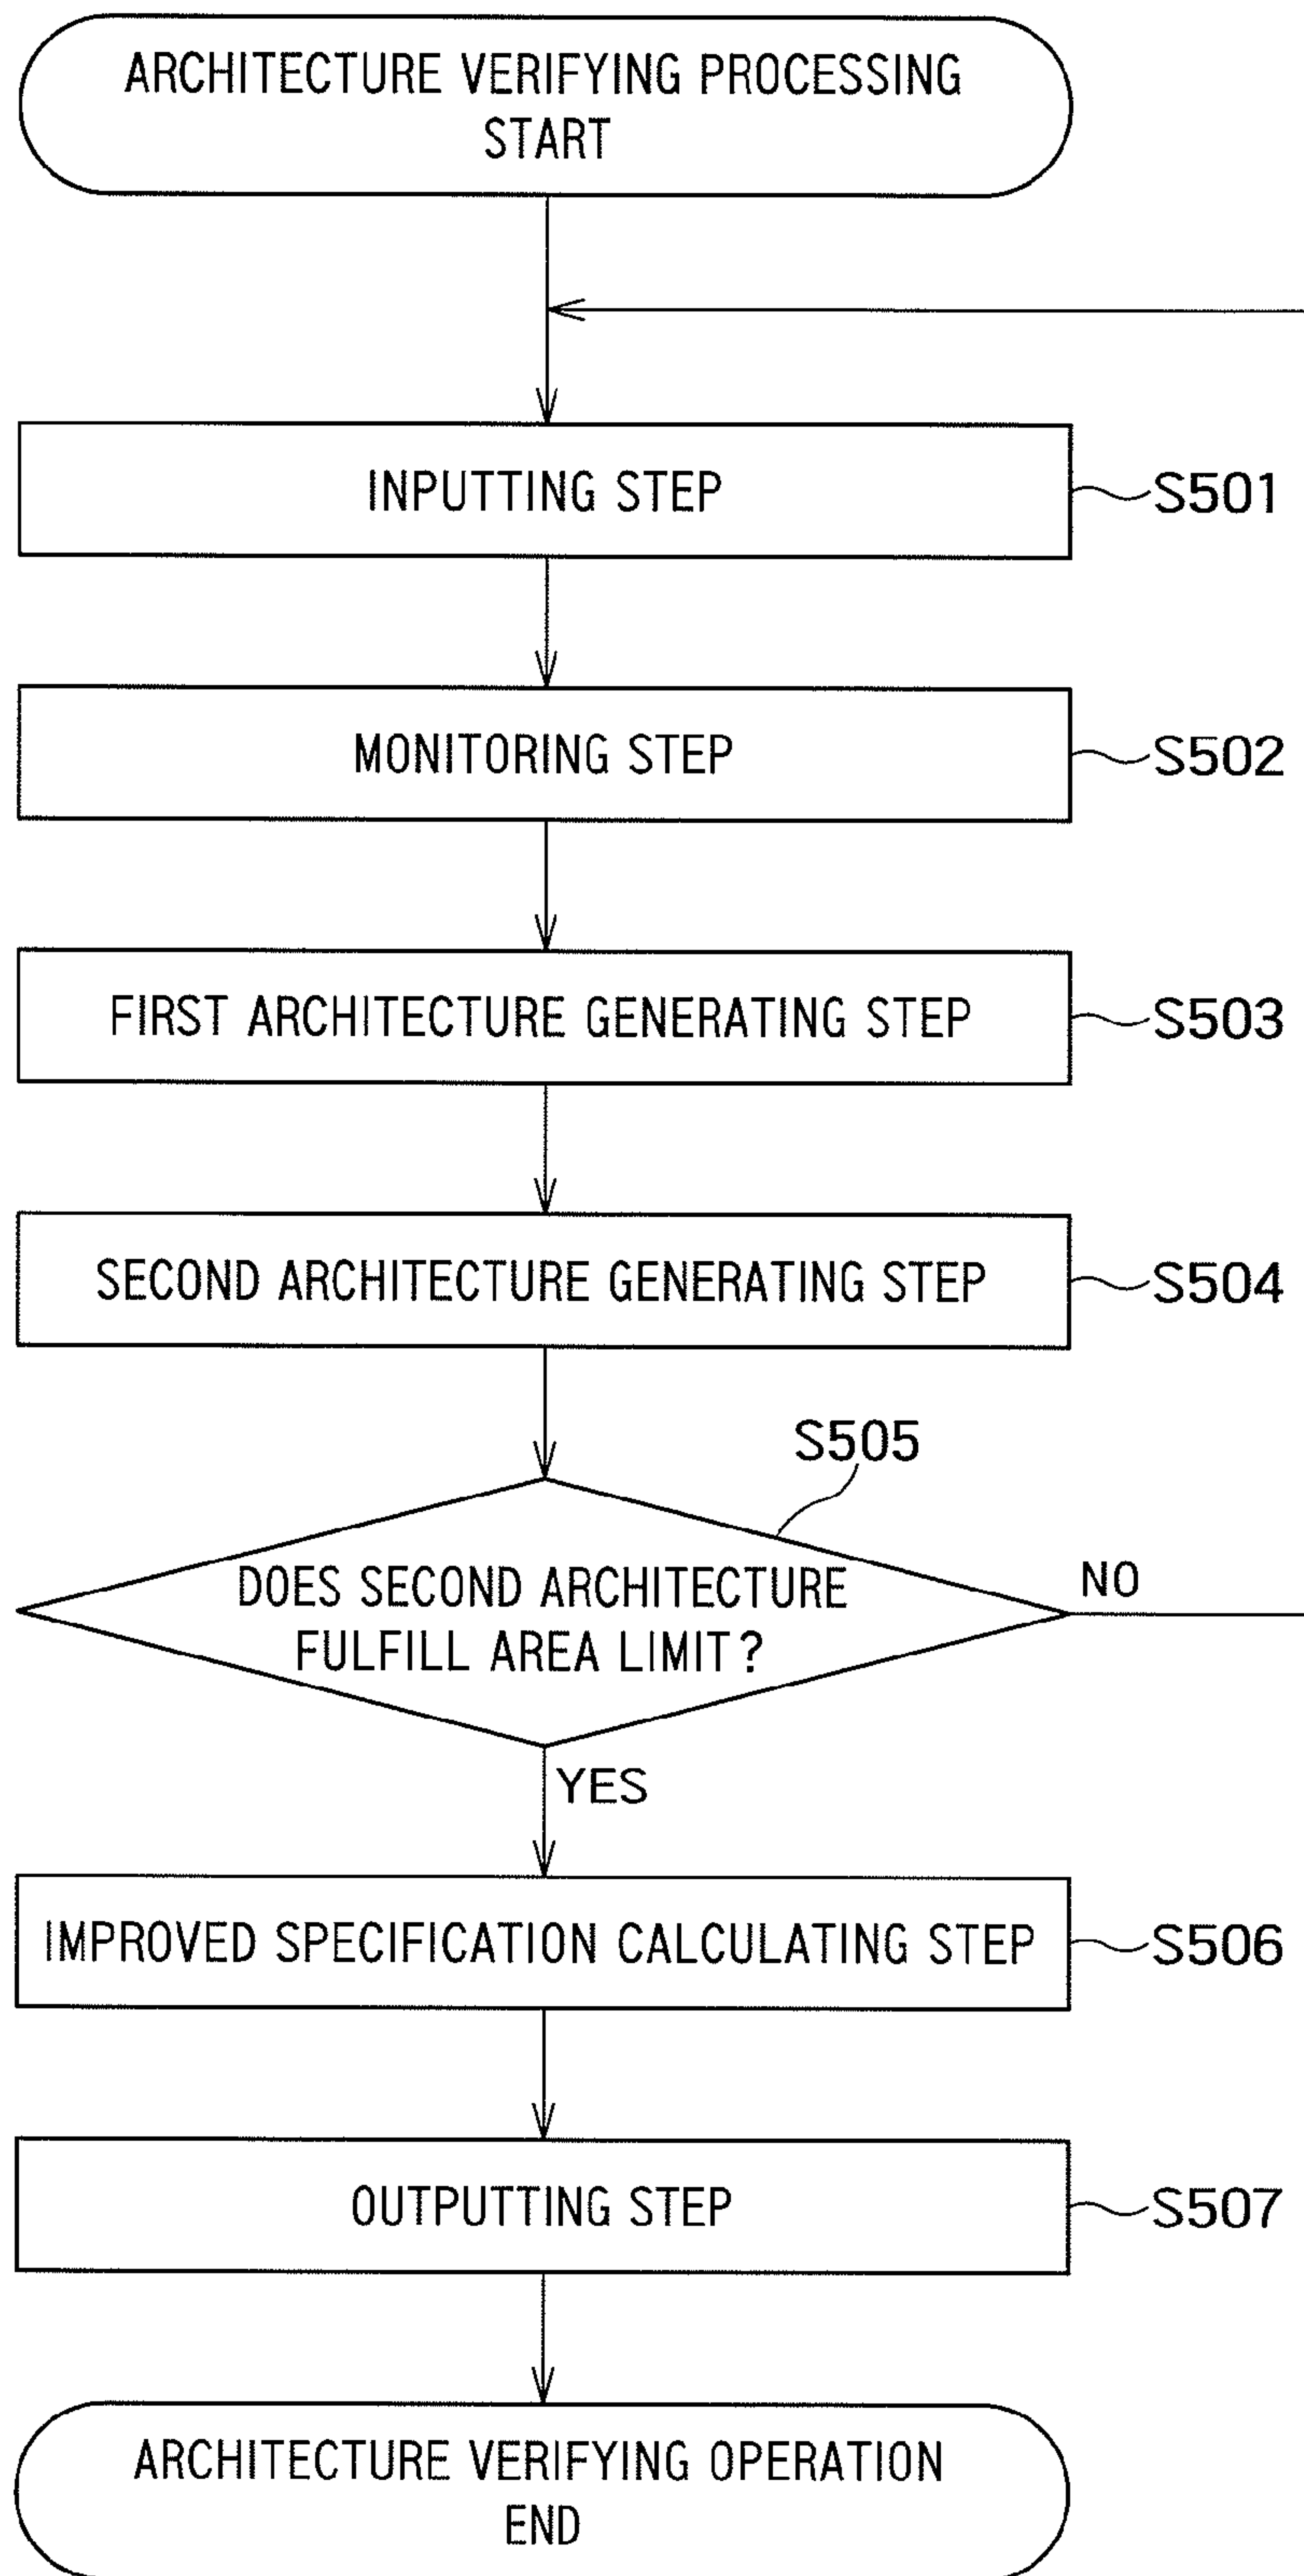 ARCHITECTURE VERIFYING PROCESSING
START
INPUTTING STEP
S501
MONITORING STEP
S502
FIRST ARCHITECTURE GENERATING STEP
S503
SECOND ARCHITECTURE GENERATING STEP
S504
S505
DOES SECOND ARCHITECTURE
FULFILL AREA LIMIT?
NO
YES
IMPROVED SPECIFICATION CALCULATING STEP
S506
OUTPUTTING STEP
S507
ARCHITECTURE VERIFYING OPERATION
END